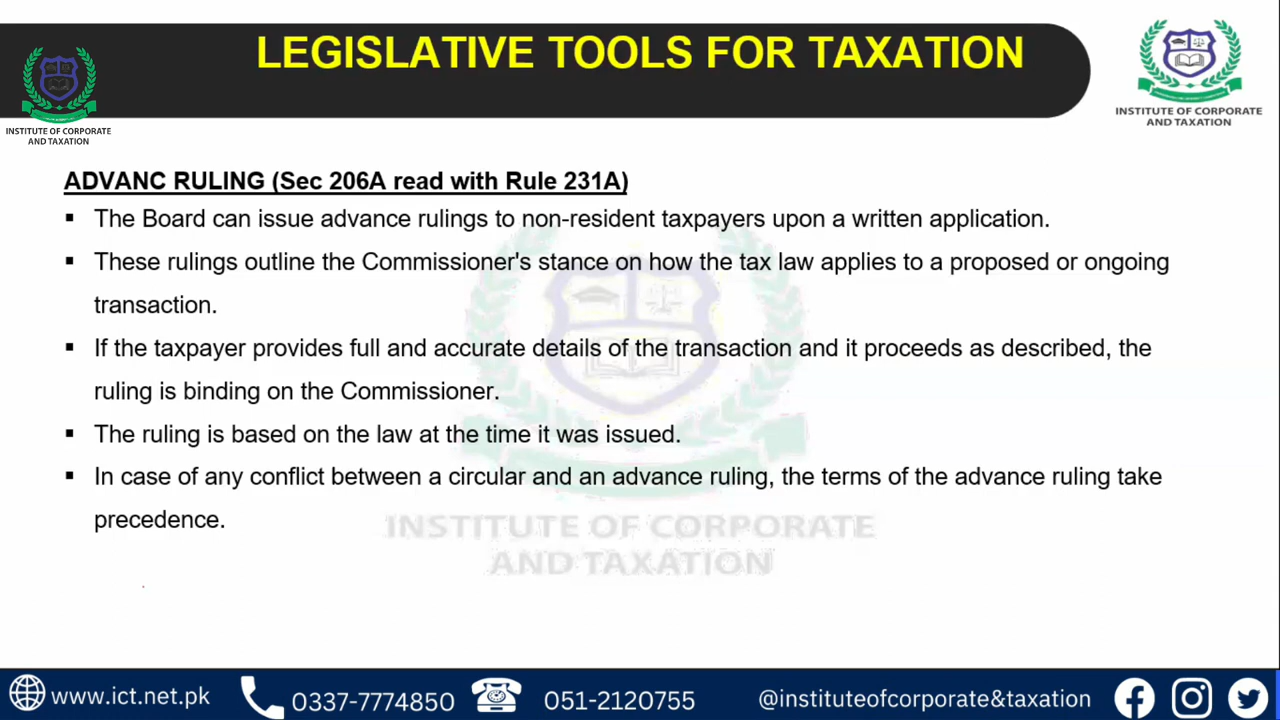 LEGISLATIVE TOOLS FOR TAXATION
INSTITUTE OF CORPORATE
AND TAXATION
INSTITUTE OF CORPORATE
AND TAXATION
ADVANC RULING (Sec 206A read with Rule 231A)
▪ The Board can issue advance rulings to non-resident taxpayers upon a written application.
▪ These rulings outline the Commissioner's stance on how the tax law applies to a proposed or ongoing
transaction.
▪ If the taxpayer provides full and accurate details of the transaction and it proceeds as described, the
ruling is binding on the Commissioner.
▪ The ruling is based on the law at the time it was issued.
▪ In case of any conflict between a circular and an advance ruling, the terms of the advance ruling take
precedence.
INSTITUTE OF CORPORATE
AND TAXATION
www.ict.net.pk 0337-7774850 051-2120755 @instituteofcorporate&taxation